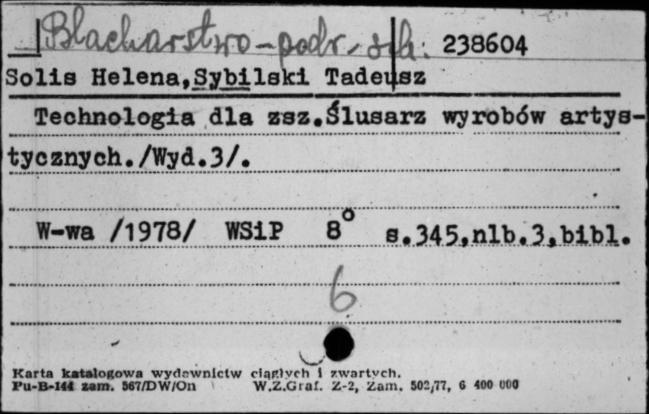 Blacharstwo - podr. szk. 238604
Solis Helena,Sybilski Tadeusz
Technologia dla zsz.Ślusarz wyrobów artys-
tycznych./Wyd.3/.
W-wa /1978/ WSiP 8° s.345,nlb.3,bibl.
6
Karta katalogowa wydawnictw ciągłych i zwartych.
Pu-B-144 zam. 567/DW/On W.Z.Graf. Z-2, Zam. 502/77, 6 400 000